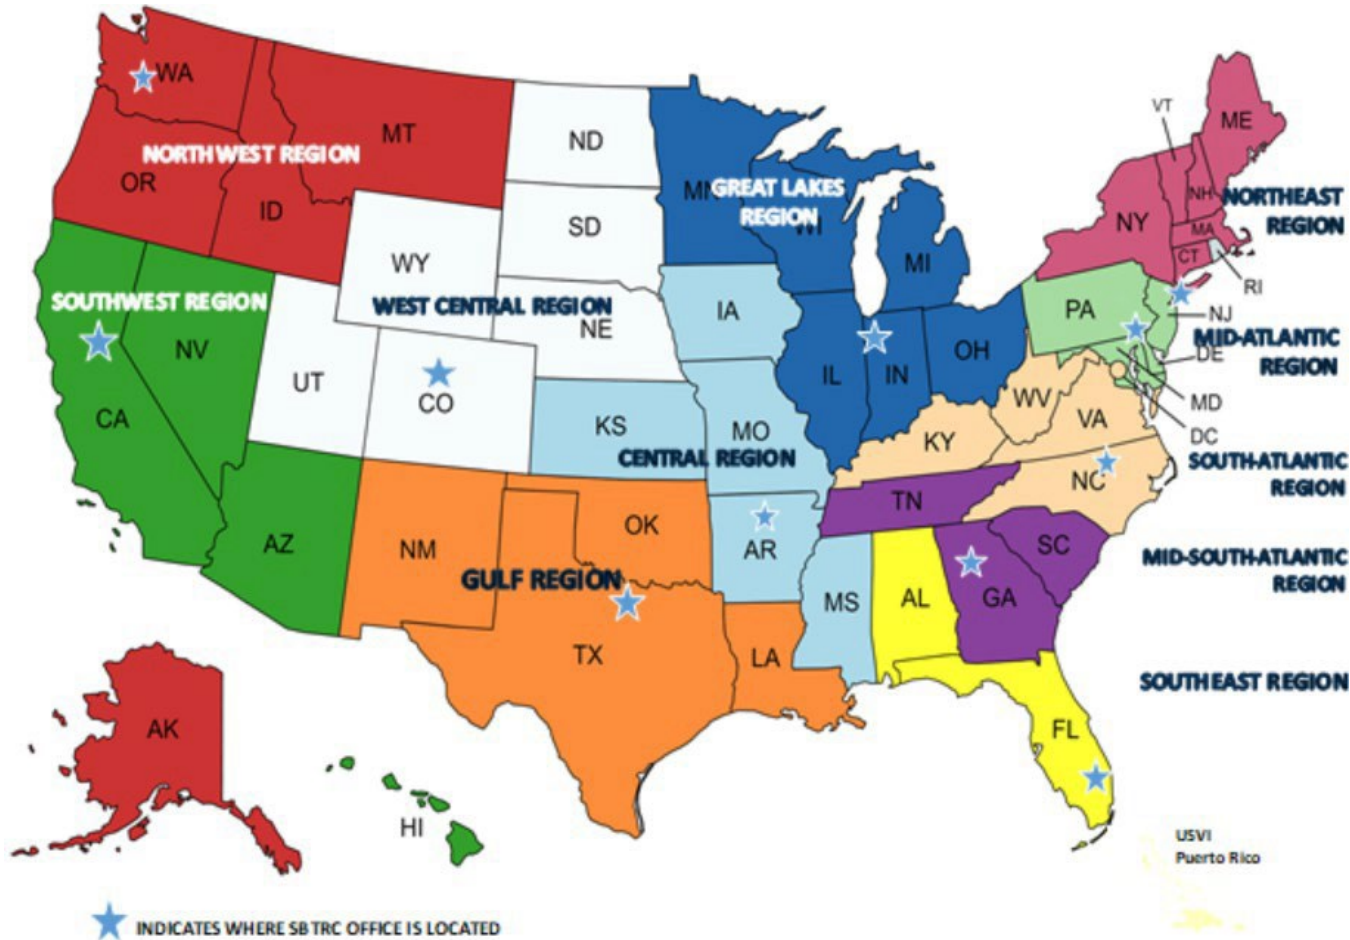 WA
MT
ND
VT
ME
NORTHWEST REGION
OR
ID
MN
GREAT LAKES
REGION
WI
NH
NORTHEAST
REGION
SD
NY
MA
CT
WY
MI
RI
SOUTHWEST REGION
WEST CENTRAL REGION
IA
PA
NJ
NE
NV
MID-ATLANTIC
REGION
DE
OH
UT
IL
IN
CO
WV
MD
CA
KS
MO
KY
VA
DC
CENTRAL REGION
SOUTH-ATLANTIC
REGION
NC
TN
OK
AZ
NM
AR
SC
MID-SOUTH-ATLANTIC
REGION
GULF REGION
MS
AL
GA
TX
LA
SOUTHEAST REGION
AK
FL
HI
USVI
Puerto Rico
INDICATES WHERE SBTRC OFFICE IS LOCATED